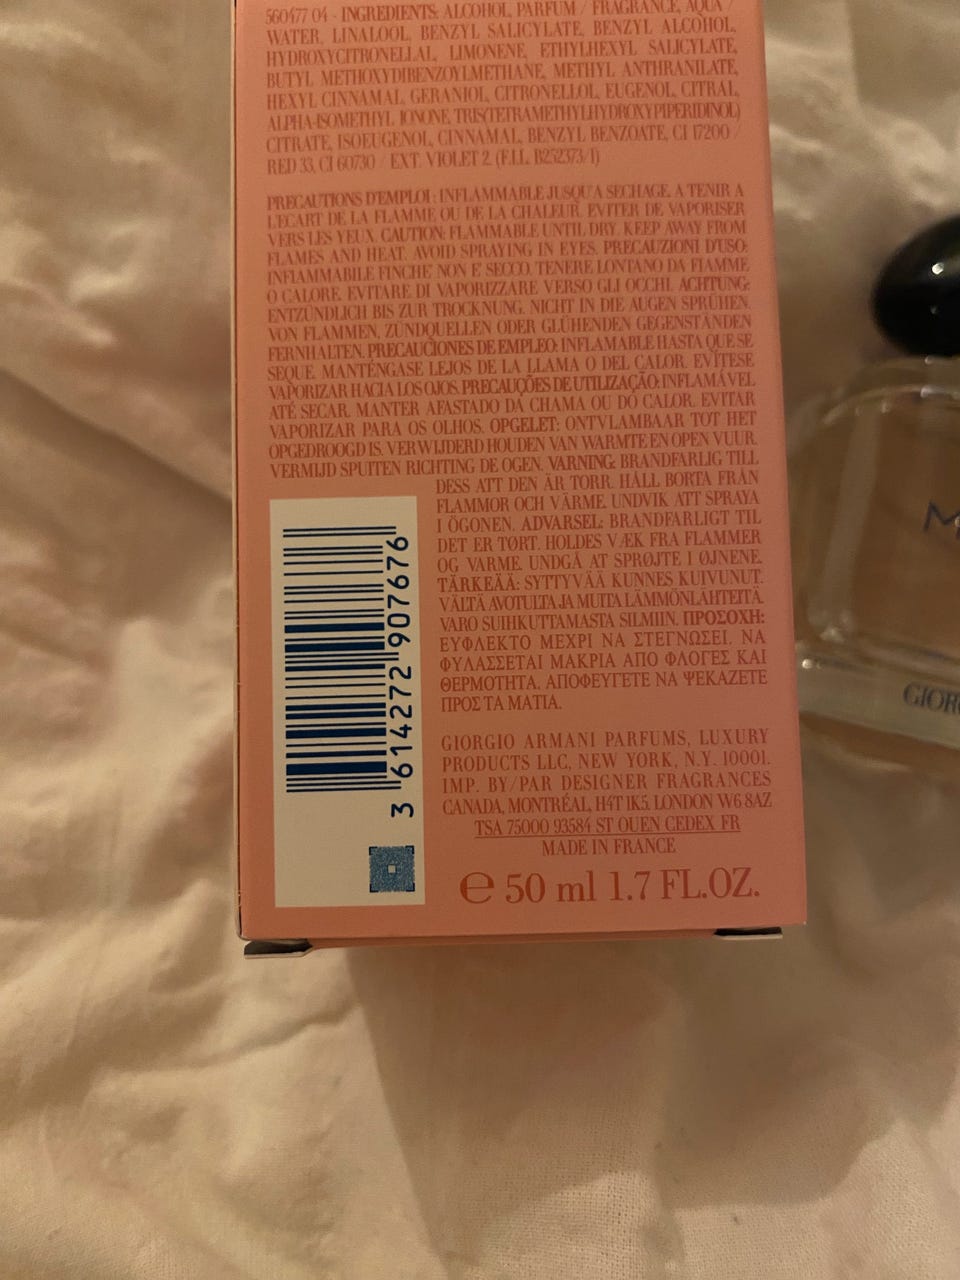 560477 04 - INGREDIENTS: ALCOHOL, PARFUM / FRAGRANCE, AQUA /
WATER, LINALOOL, BENZYL SALICYLATE, BENZYL ALCOHOL,
HYDROXYCITRONELLAL, LIMONENE, ETHYLHEXYL SALICYLATE,
BUTYL METHOXYDIBENZOYLMETHANE, METHYL ANTHRANILATE,
HEXYL CINNAMAL, GERANIOL, CITRONELLOL, EUGENOL, CITRAL,
ALPHA-ISOMETHYL IONONE, TRIS(TETRAMETHYLHYDROXYPIPERIDINOL)
CITRATE, ISOEUGENOL, CINNAMAL, BENZYL BENZOATE, CI 17200 /
RED 33, CI 60730 / EXT. VIOLET 2. (F.I.L. B252373/1)
PRECAUTIONS D'EMPLOI : INFLAMMABLE JUSQU'A SECHAGE. A TENIR A
L'ECART DE LA FLAMME OU DE LA CHALEUR. EVITER DE VAPORISER
VERS LES YEUX. CAUTION: FLAMMABLE UNTIL DRY. KEEP AWAY FROM
FLAMES AND HEAT. AVOID SPRAYING IN EYES. PRECAUZIONI D'USO:
INFIAMMABILE FINCHE' NON E' SECCO. TENERE LONTANO DA FIAMME
O CALORE. EVITARE DI VAPORIZZARE VERSO GLI OCCHI. ACHTUNG:
ENTZÜNDLICH BIS ZUR TROCKNUNG. NICHT IN DIE AUGEN SPRÜHEN.
VON FLAMMEN, ZÜNDQUELLEN ODER GLÜHENDEN GEGENSTÄNDEN
FERNHALTEN. PRECAUCIONES DE EMPLEO: INFLAMABLE HASTA QUE SE
SEQUE. MANTÉNGASE LEJOS DE LA LLAMA O DEL CALOR. EVÍTESE
VAPORIZAR HACIA LOS OJOS. PRECAUÇÕES DE UTILIZAÇÃO: INFLAMÁVEL
ATÉ SECAR. MANTER AFASTADO DA CHAMA OU DO CALOR. EVITAR
VAPORIZAR PARA OS OLHOS. OPGELET: ONTVLAMBAAR TOT HET
OPGEDROOGD IS. VERWIJDERD HOUDEN VAN WARMTE EN OPEN VUUR.
VERMIJD SPUITEN RICHTING DE OGEN. VARNING: BRANDFARLIG TILL
DESS ATT DEN ÄR TORR. HÅLL BORTA FRÅN
FLAMMOR OCH VÄRME. UNDVIK ATT SPRAYA
I ÖGONEN. ADVARSEL: BRANDFARLIGT TIL
DET ER TØRT. HOLDES VÆK FRA FLAMMER
OG VARME. UNDGÅ AT SPRØJTE I ØJNENE.
TÄRKEÄÄ: SYTTYVÄÄ KUNNES KUIVUNUT.
VÄLTÄ AVOTULTA JA MUITA LÄMMÖNLÄHTEITÄ.
VARO SUIHKUTTAMASTA SILMIIN. ΠΡΟΣΟΧΗ:
ΕΥΦΛΕΚΤΟ ΜΕΧΡΙ ΝΑ ΣΤΕΓΝΩΣΕΙ. ΝΑ
ΦΥΛΑΣΣΕΤΑΙ ΜΑΚΡΙΑ ΑΠΟ ΦΛΟΓΕΣ ΚΑΙ
ΘΕΡΜΟΤΗΤΑ. ΑΠΟΦΕΥΓΕΤΕ ΝΑ ΨΕΚΑΖΕΤΕ
ΠΡΟΣ ΤΑ ΜΑΤΙΑ.
3 614272 907676
GIORGIO ARMANI PARFUMS, LUXURY
PRODUCTS LLC, NEW YORK, N.Y. 10001.
IMP. BY/PAR DESIGNER FRAGRANCES
CANADA, MONTRÉAL, H4T 1K5. LONDON W6 8AZ
TSA 75000 93584 ST OUEN CEDEX FR
MADE IN FRANCE
℮ 50 ml 1.7 FL.OZ.
M
GIOR